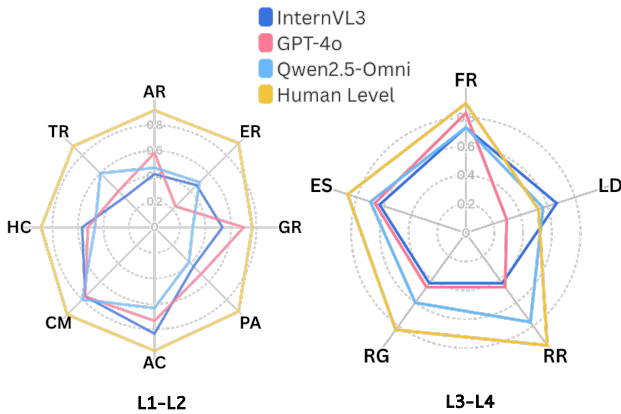 InternVL3
GPT-4o
Qwen2.5-Omni
Human Level
AR
TR
ER
HC
GR
CM
PA
AC
0.8
0.6
0.4
0.2
0
L1-L2
FR
ES
LD
RG
RR
0.8
0.6
0.4
0.2
0
L3-L4